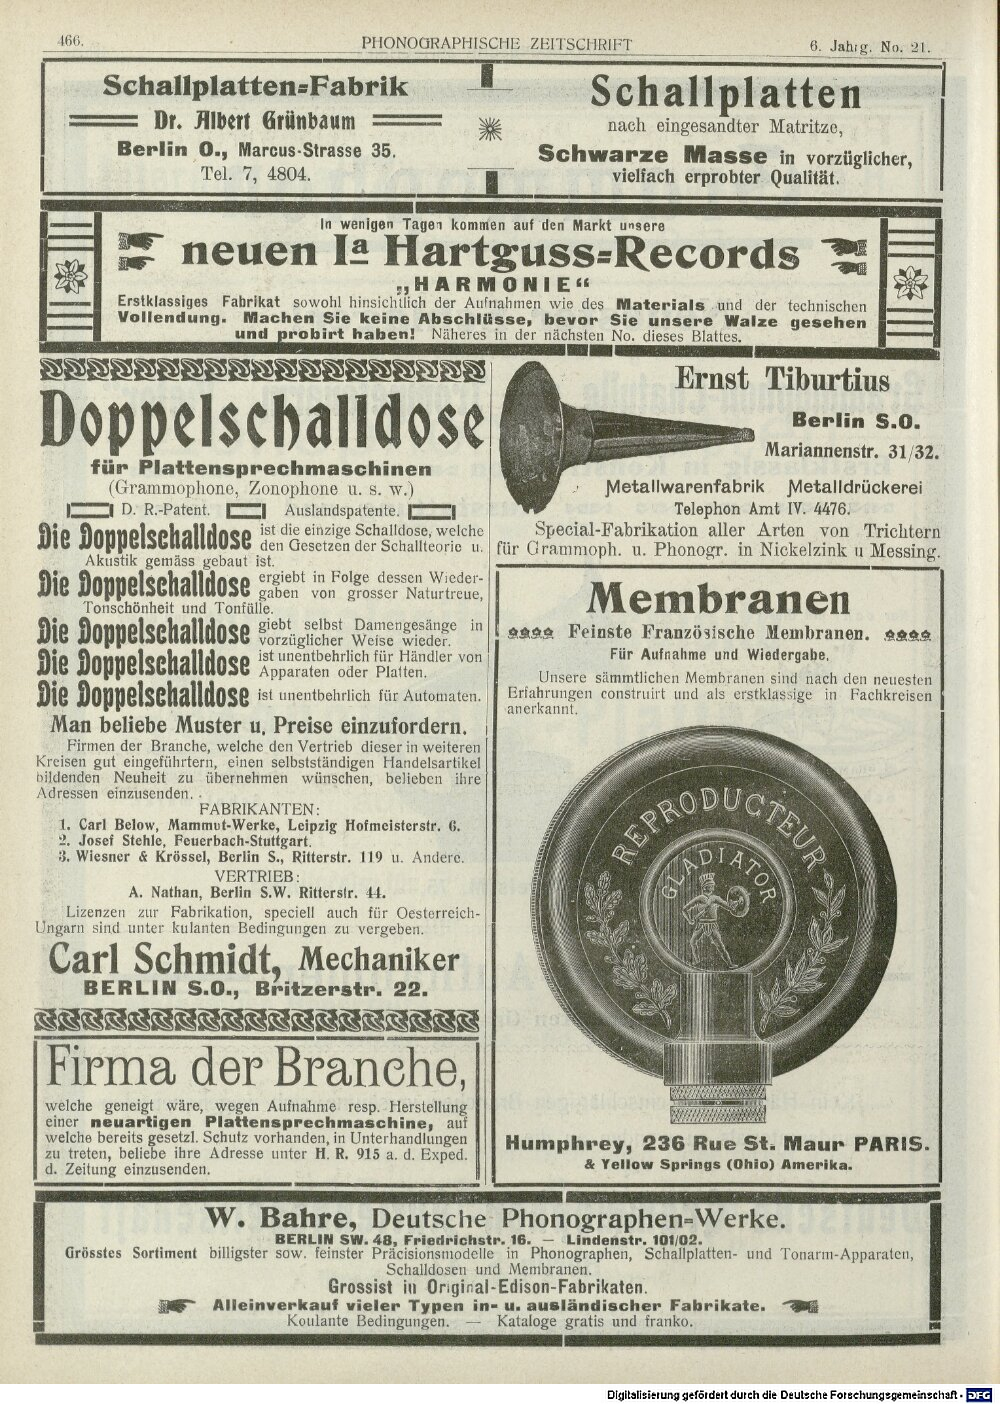 466.
PHONOGRAPHISCHE ZEITSCHRIFT
6. Jahrg. No. 21.
Schallplatten=Fabrik
Dr. Albert Grünbaum
Berlin O., Marcus-Strasse 35.
Tel. 7, 4804.
Schallplatten
nach eingesandter Matritze,
Schwarze Masse in vorzüglicher,
vielfach erprobter Qualität.
In wenigen Tagen kommen auf den Markt unsere
neuen Ia Hartguss=Records
„HARMONIE“
Erstklassiges Fabrikat sowohl hinsichtlich der Aufnahmen wie des Materials und der technischen
Vollendung. Machen Sie keine Abschlüsse, bevor Sie unsere Walze gesehen
und probirt haben! Näheres in der nächsten No. dieses Blattes.
Doppelschalldose
für Plattensprechmaschinen
(Grammophone, Zonophone u. s. w.)
D. R.-Patent. Auslandspatente.
Die Doppelschalldose ist die einzige Schalldose, welche
den Gesetzen der Schallteorie u.
Akustik gemäss gebaut ist.
Die Doppelschalldose ergiebt in Folge dessen Wieder-
gaben von grosser Naturtreue,
Tonschönheit und Tonfülle.
Die Doppelschalldose giebt selbst Damengesänge in
vorzüglicher Weise wieder.
Die Doppelschalldose ist unentbehrlich für Händler von
Apparaten oder Platten.
Die Doppelschalldose ist unentbehrlich für Automaten.
Man beliebe Muster u. Preise einzufordern.
Firmen der Branche, welche den Vertrieb dieser in weiteren
Kreisen gut eingeführtern, einen selbstständigen Handelsartikel
bildenden Neuheit zu übernehmen wünschen, belieben ihre
Adressen einzusenden.
FABRIKANTEN:
1. Carl Below, Mammut-Werke, Leipzig Hofmeisterstr. 6.
2. Josef Stehle, Feuerbach-Stuttgart.
3. Wiesner & Krössel, Berlin S., Ritterstr. 119 u. Andere.
VERTRIEB:
A. Nathan, Berlin S.W. Ritterstr. 44.
Lizenzen zur Fabrikation, speciell auch für Oesterreich-
Ungarn sind unter kulanten Bedingungen zu vergeben.
Carl Schmidt, Mechaniker
BERLIN S.O., Britzerstr. 22.
Firma der Branche,
welche geneigt wäre, wegen Aufnahme resp. Herstellung
einer neuartigen Plattensprechmaschine, auf
welche bereits gesetzl. Schutz vorhanden, in Unterhandlungen
zu treten, beliebe ihre Adresse unter H. R. 915 a. d. Exped.
d. Zeitung einzusenden.
Ernst Tiburtius
Berlin S.O.
Mariannenstr. 31/32.
Metallwarenfabrik Metalldrückerei
Telephon Amt IV. 4476.
Special-Fabrikation aller Arten von Trichtern
für Grammoph. u. Phonogr. in Nickelzink u Messing.
Membranen
Feinste Französische Membranen.
Für Aufnahme und Wiedergabe.
Unsere sämmtlichen Membranen sind nach den neuesten
Erfahrungen construirt und als erstklassige in Fachkreisen
anerkannt.
REPRODUCTEUR
GLADIATOR
Humphrey, 236 Rue St. Maur PARIS.
& Yellow Springs (Ohio) Amerika.
W. Bahre, Deutsche Phonographen=Werke.
BERLIN SW. 48, Friedrichstr. 16. — Lindenstr. 101/02.
Grösstes Sortiment billigster sow. feinster Präcisionsmodelle in Phonographen, Schallplatten- und Tonarm-Apparaten,
Schalldosen und Membranen.
Grossist in Original-Edison-Fabrikaten.
Alleinverkauf vieler Typen in- u. ausländischer Fabrikate.
Koulante Bedingungen. — Kataloge gratis und franko.
Digitalisierung gefördert durch die Deutsche Forschungsgemeinschaft - DFG